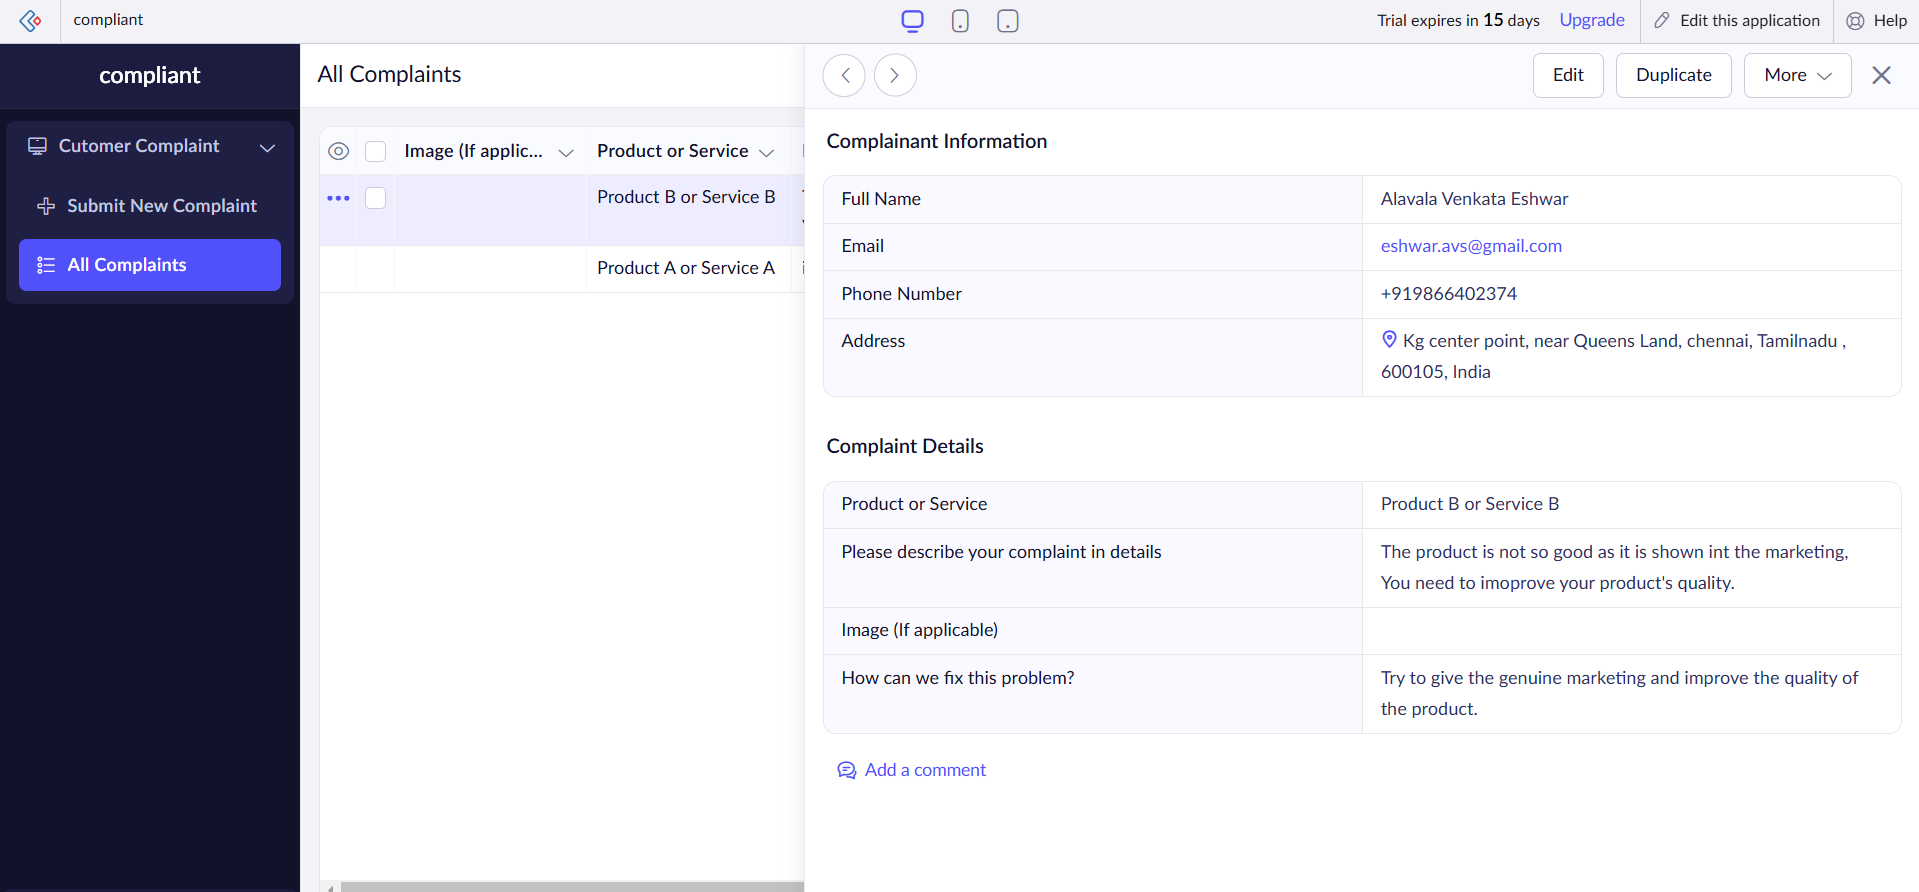 compliant
Trial expires in 15 days Upgrade Edit this application Help
compliant
Cutomer Complaint
Submit New Complaint
All Complaints
All Complaints
Image (If applic... Product or Service
Product B or Service B
Product A or Service A
Edit Duplicate More
Complainant Information
Full Name Alavala Venkata Eshwar
Email eshwar.avs@gmail.com
Phone Number +919866402374
Address Kg center point, near Queens Land, chennai, Tamilnadu ,
600105, India
Complaint Details
Product or Service Product B or Service B
Please describe your complaint in details The product is not so good as it is shown int the marketing,
You need to imoprove your product's quality.
Image (If applicable)
How can we fix this problem? Try to give the genuine marketing and improve the quality of
the product.
Add a comment